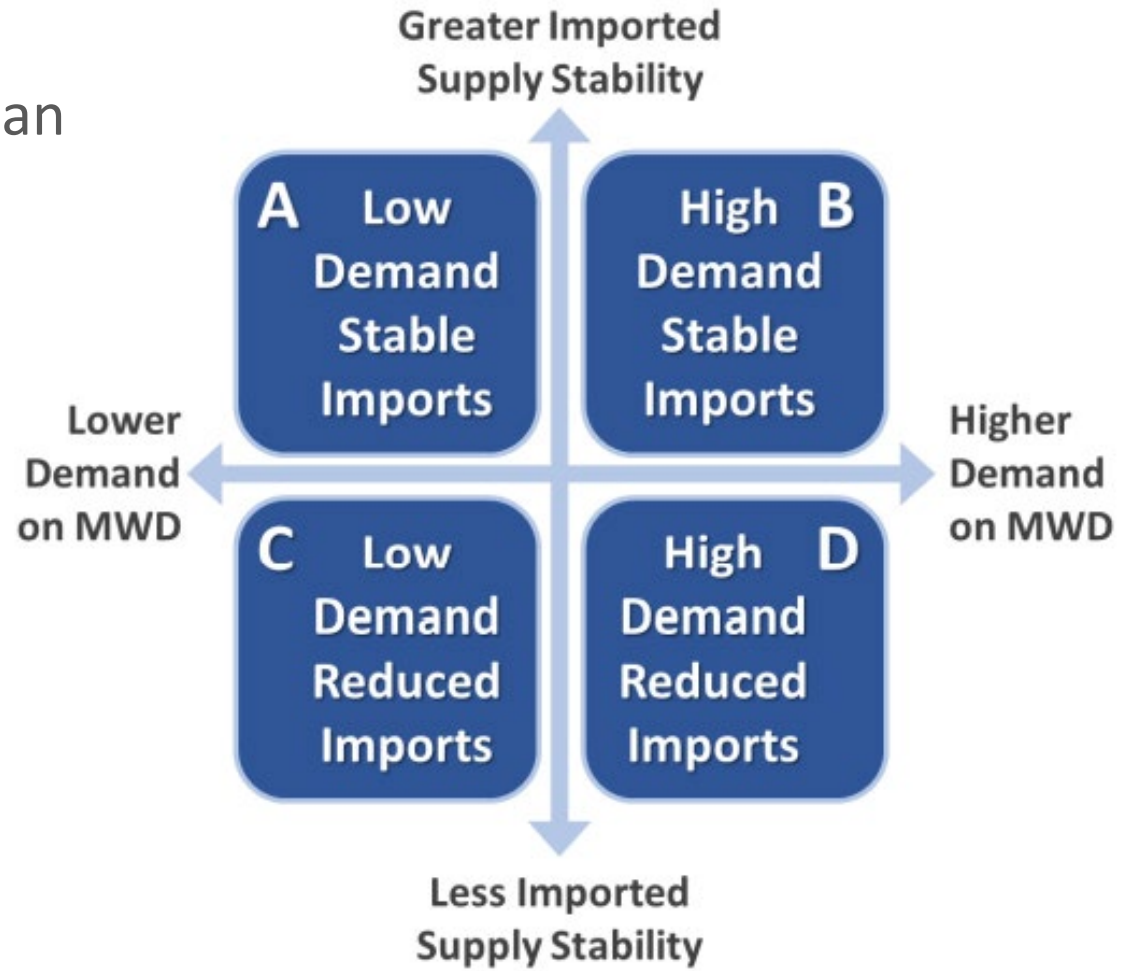 Greater Imported
Supply Stability
an
A Low
Demand
Stable
Imports
High B
Demand
Stable
Imports
Lower
Demand
on MWD
Higher
Demand
on MWD
C Low
Demand
Reduced
Imports
High D
Demand
Reduced
Imports
Less Imported
Supply Stability